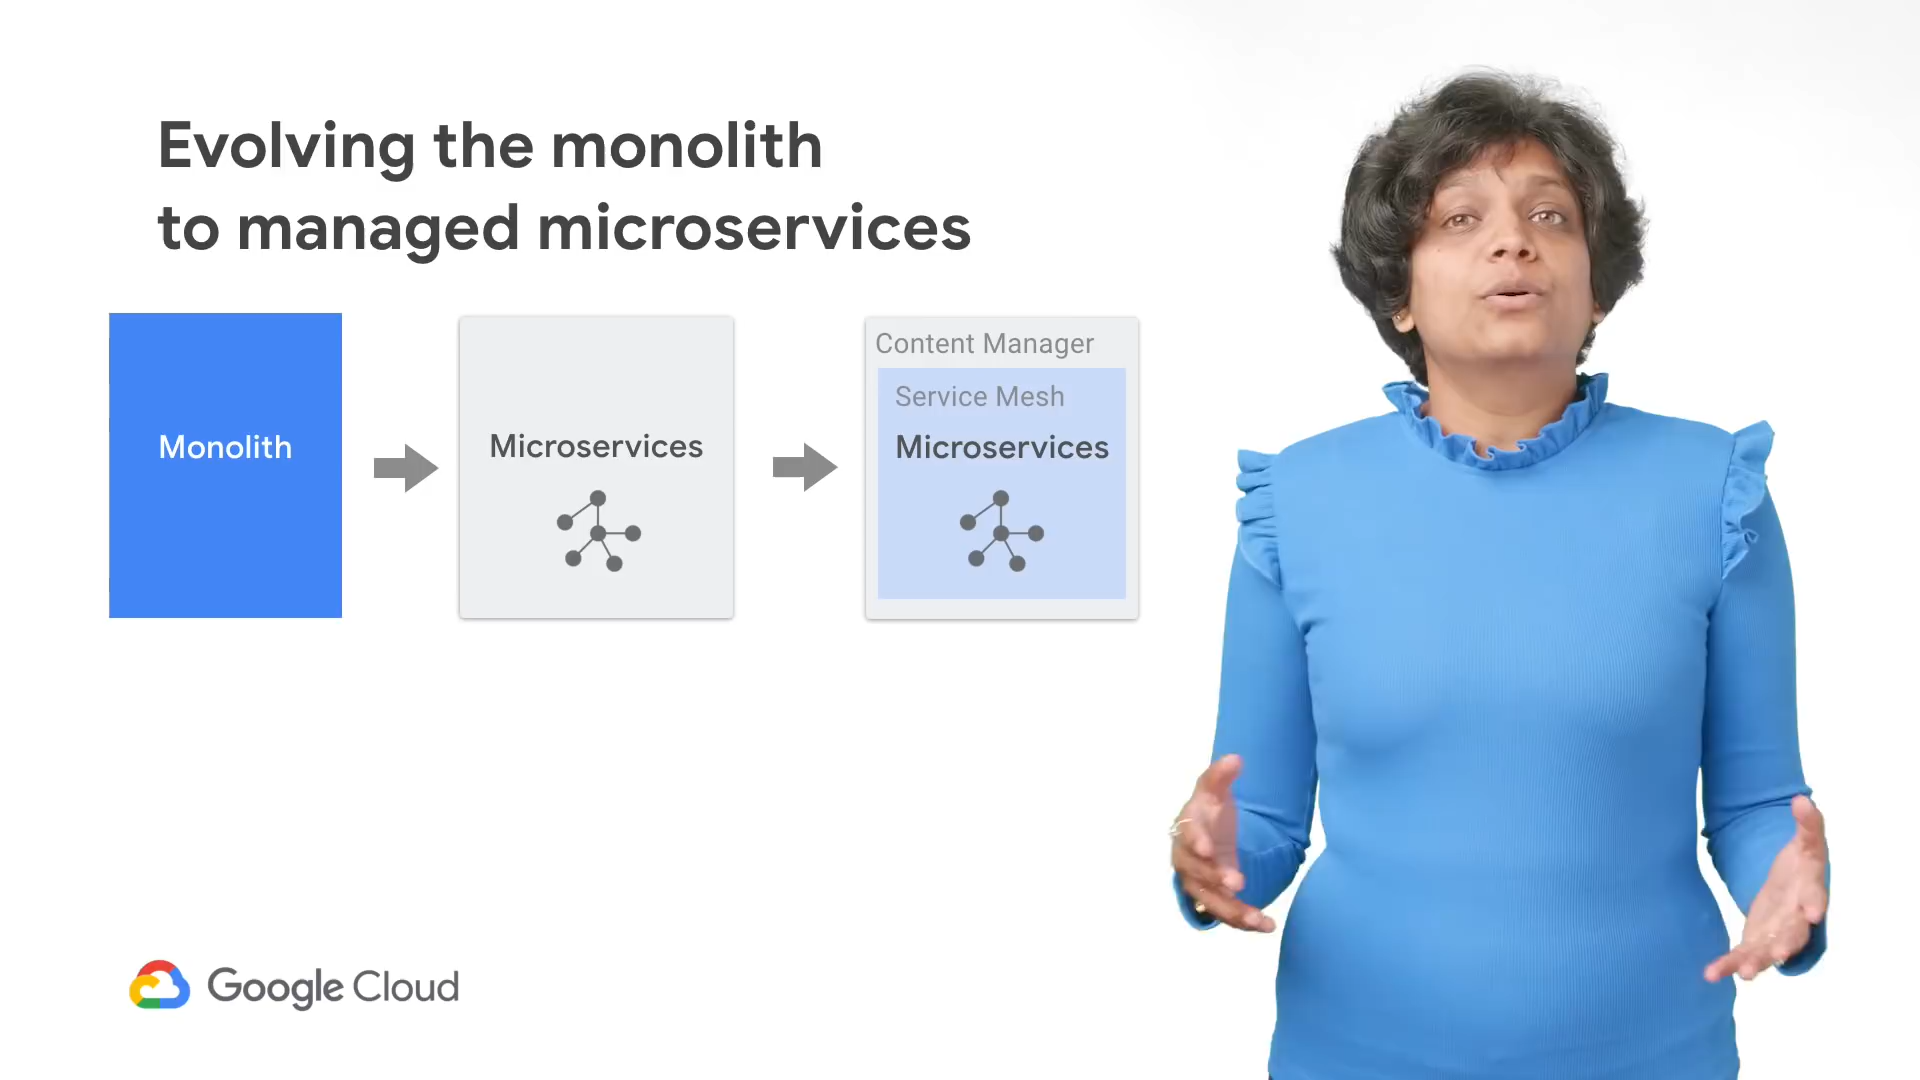 Evolving the monolith
to managed microservices
Monolith
Microservices
Content Manager
Service Mesh
Microservices
Google Cloud